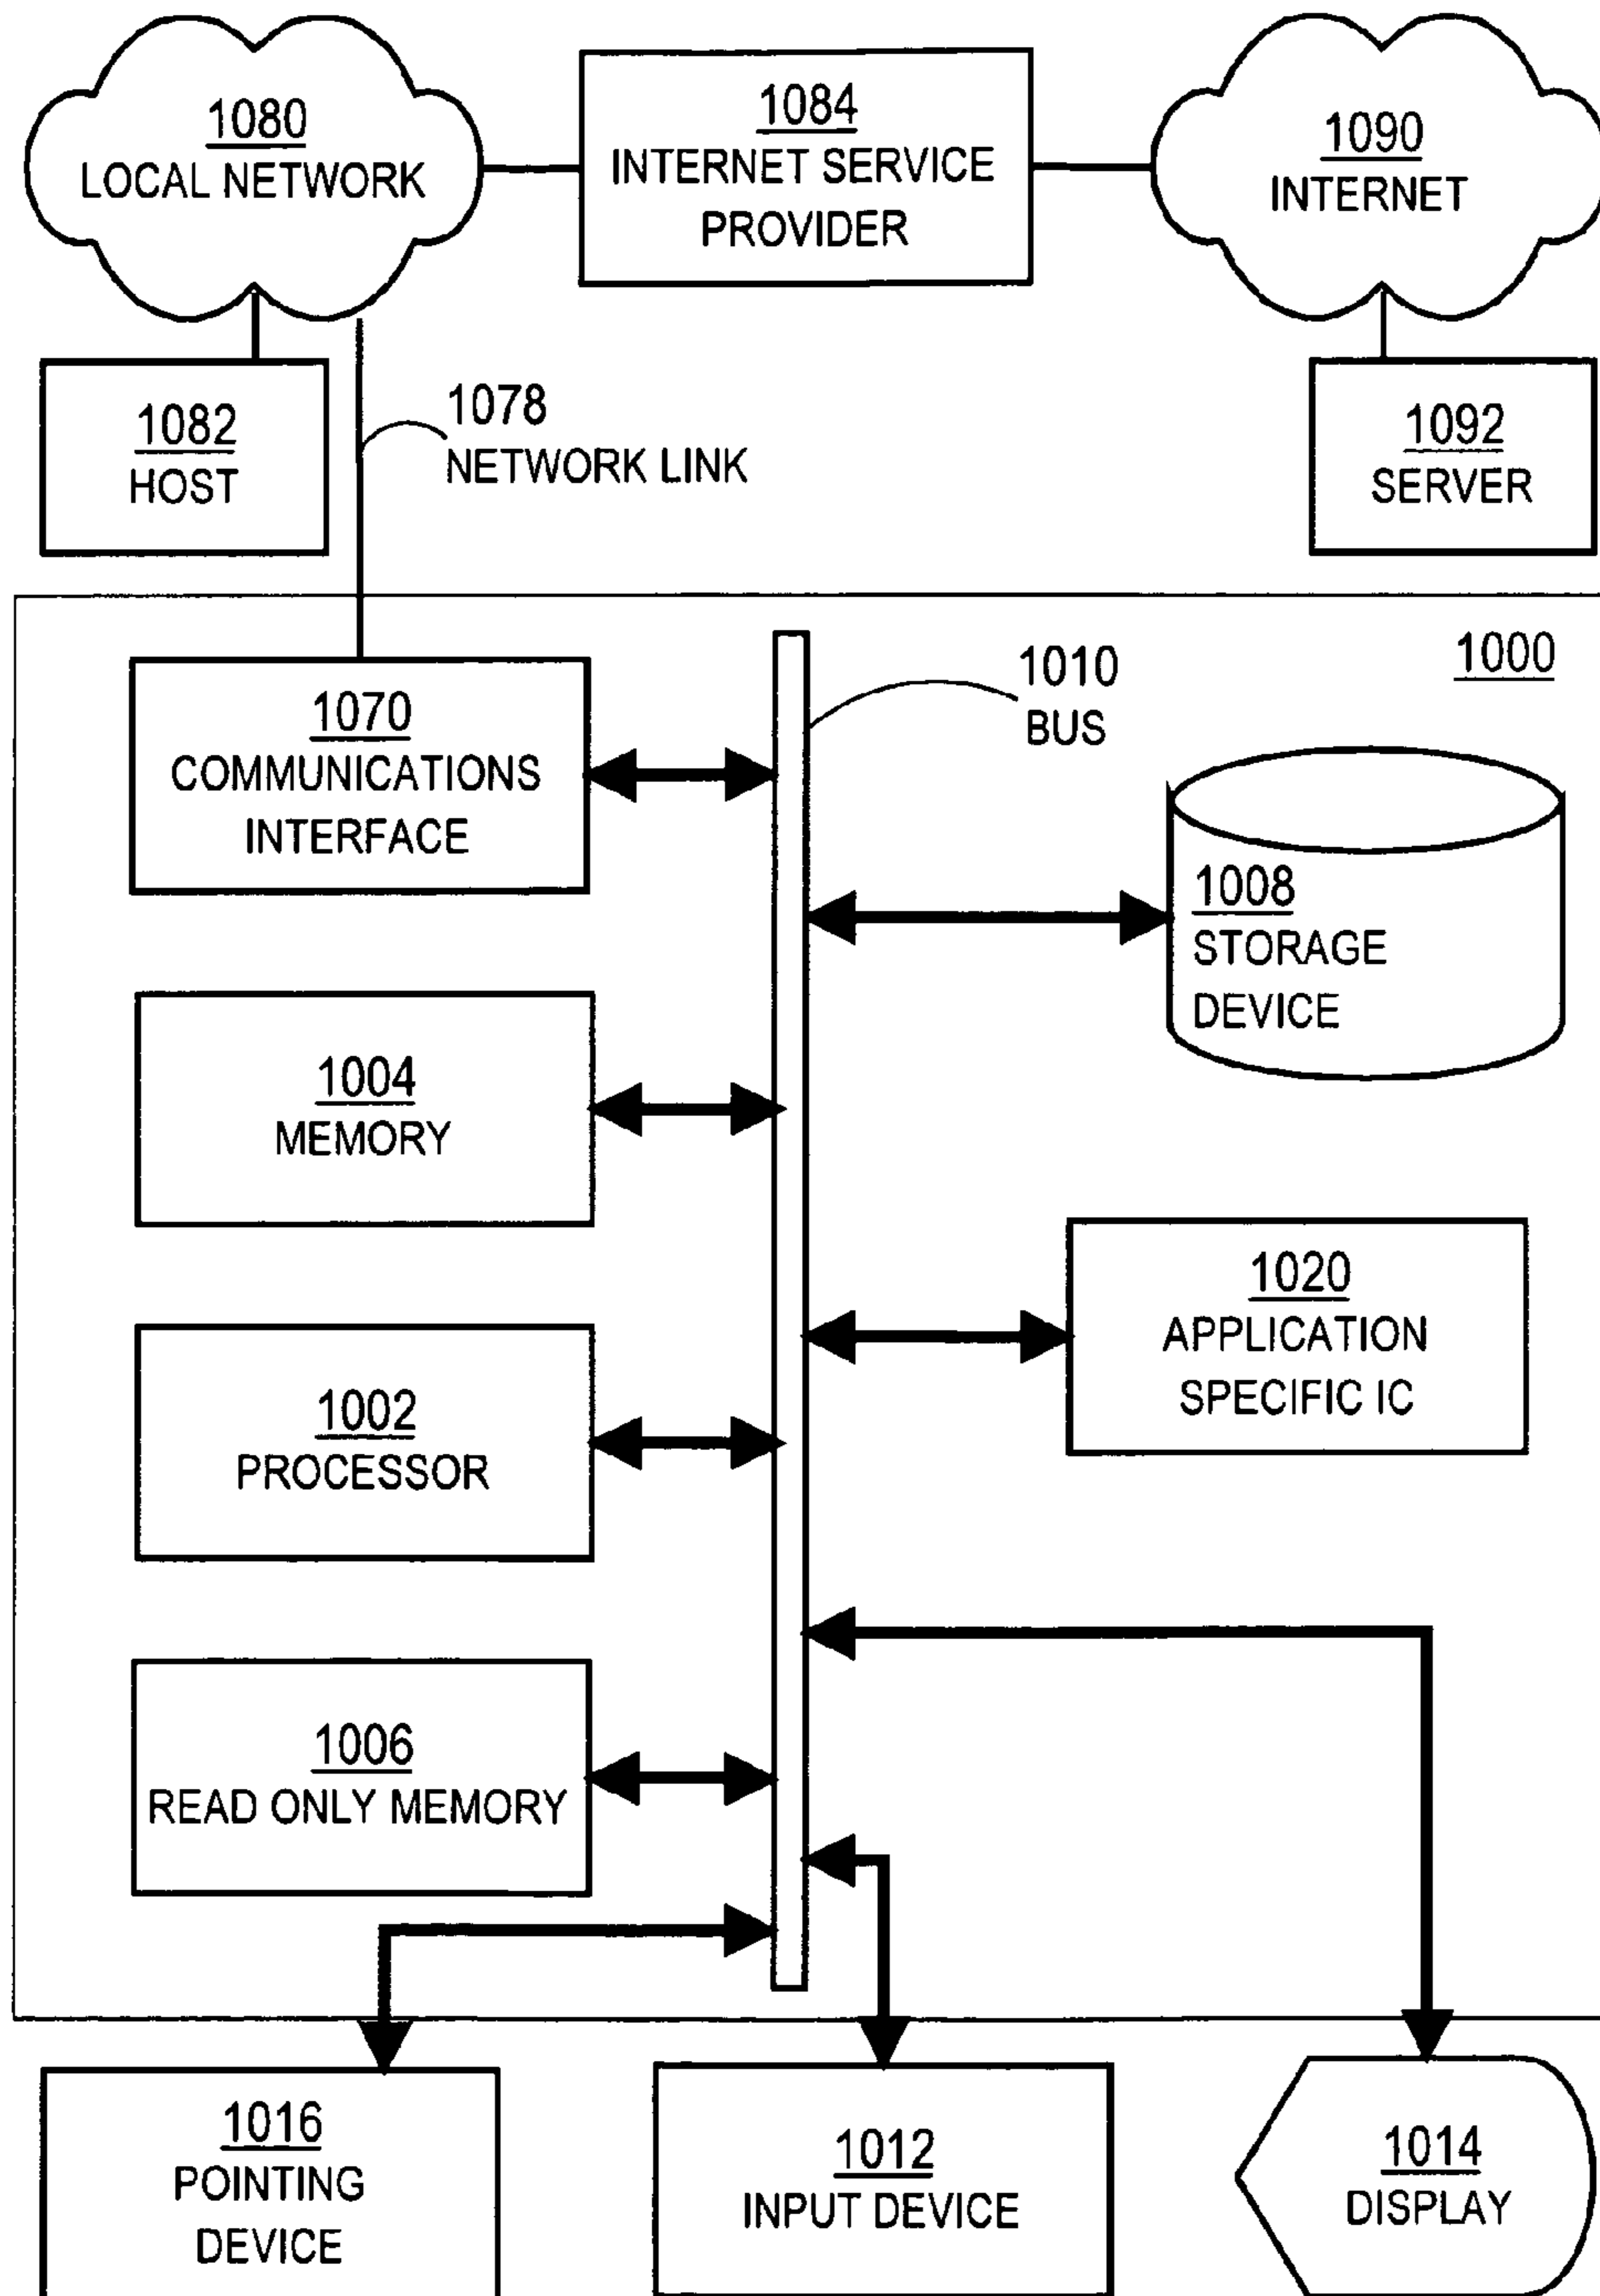 1080
LOCAL NETWORK
1084
INTERNET SERVICE
PROVIDER
1090
INTERNET
1082
HOST
1078
NETWORK LINK
1092
SERVER
1000
1070
COMMUNICATIONS
INTERFACE
1010
BUS
1008
STORAGE
DEVICE
1004
MEMORY
1020
APPLICATION
SPECIFIC IC
1002
PROCESSOR
1006
READ ONLY MEMORY
1016
POINTING
DEVICE
1012
INPUT DEVICE
1014
DISPLAY